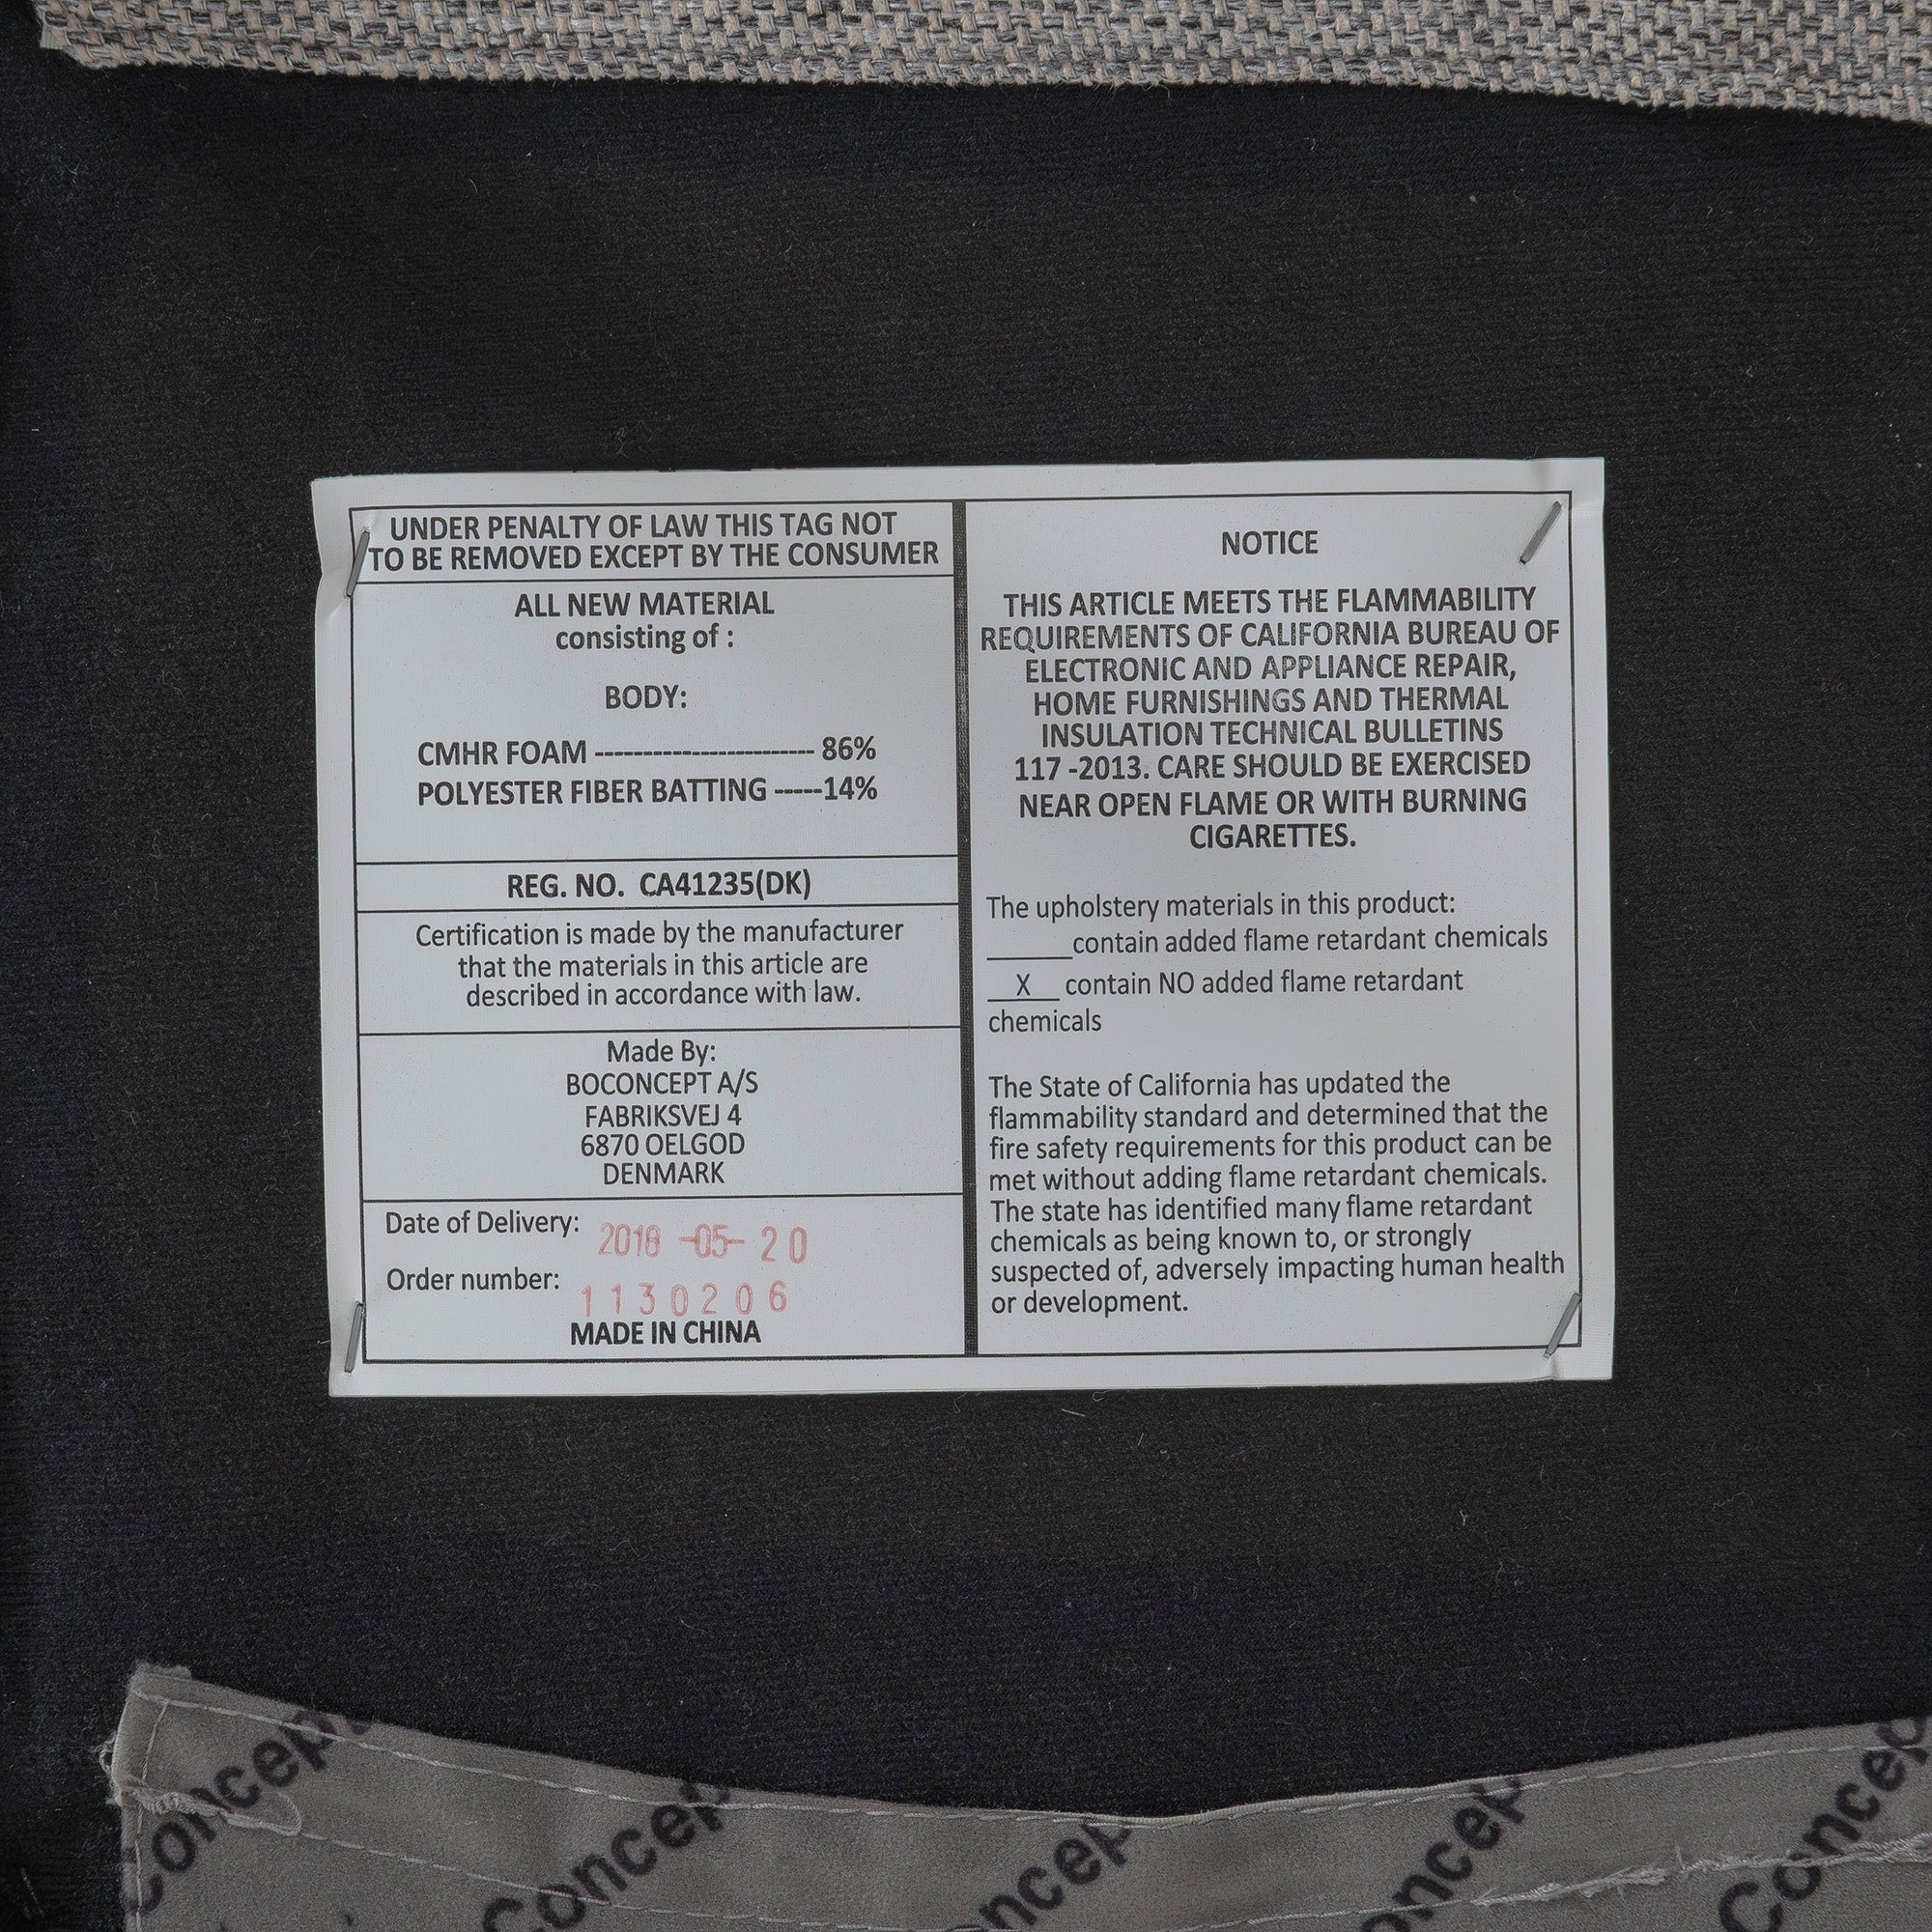 UNDER PENALTY OF LAW THIS TAG NOT
TO BE REMOVED EXCEPT BY THE CONSUMER
ALL NEW MATERIAL
consisting of :
BODY:
CMHR FOAM ----------------------- 86%
POLYESTER FIBER BATTING -----14%
REG. NO. CA41235(DK)
Certification is made by the manufacturer
that the materials in this article are
described in accordance with law.
Made By:
BOCONCEPT A/S
FABRIKSVEJ 4
6870 OELGOD
DENMARK
Date of Delivery: 2018 -05- 20
Order number: 1130206
MADE IN CHINA
NOTICE
THIS ARTICLE MEETS THE FLAMMABILITY
REQUIREMENTS OF CALIFORNIA BUREAU OF
ELECTRONIC AND APPLIANCE REPAIR,
HOME FURNISHINGS AND THERMAL
INSULATION TECHNICAL BULLETINS
117 -2013. CARE SHOULD BE EXERCISED
NEAR OPEN FLAME OR WITH BURNING
CIGARETTES.
The upholstery materials in this product:
______contain added flame retardant chemicals
__X__ contain NO added flame retardant
chemicals
The State of California has updated the
flammability standard and determined that the
fire safety requirements for this product can be
met without adding flame retardant chemicals.
The state has identified many flame retardant
chemicals as being known to, or strongly
suspected of, adversely impacting human health
or development.
Concept
Concep
oncep
Concep
Concep